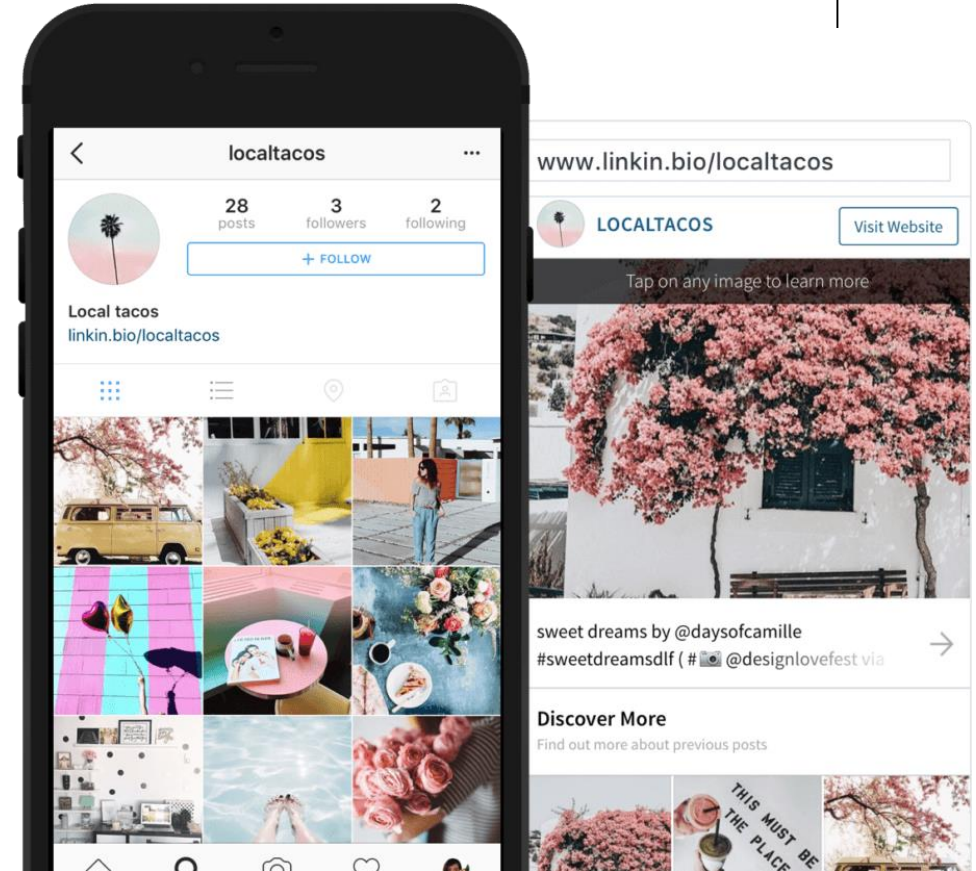 localtacos
...
28
3
2
posts
followers
following
+ FOLLOW
Local tacos
linkin.bio/localtacos
www.linkin.bio/localtacos
LOCALTACOS
Visit Website
Tap on any image to learn more
sweet dreams by @daysofcamille
#sweetdreamsdlf ( # 📷 @designlovefest via
Discover More
Find out more about previous posts
THIS MUST BE
THE PLACE